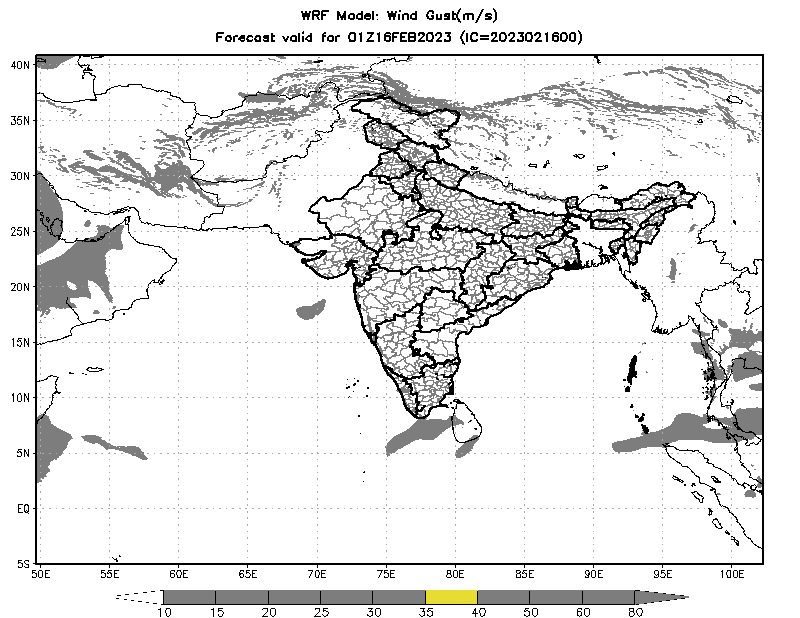 WRF Model: Wind Gust(m/s)
Forecast valid for 01Z16FEB2023 (IC=2023021600)
40N
35N
30N
25N
20N
15N
10N
5N
EQ
5S
50E 55E 60E 65E 70E 75E 80E 85E 90E 95E 100E
10 15 20 25 30 35 40 50 60 80